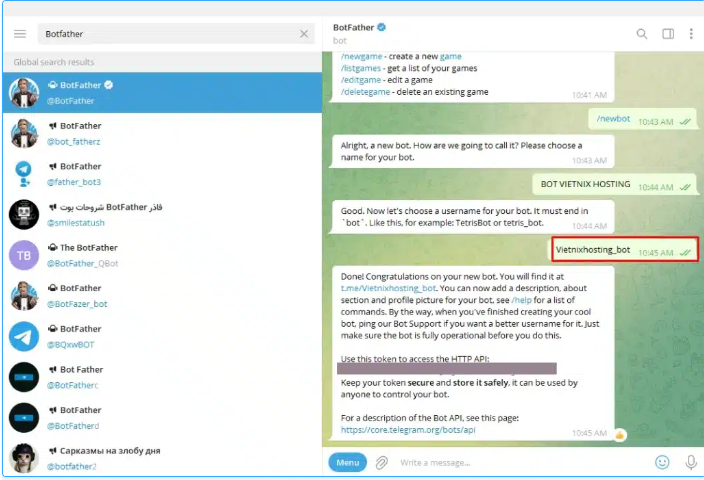 Botfather
Global search results
BotFather
@BotFather
BotFather
@bot_fatherz
BotFather
@father_bot3
شروحات بوت BotFather فاذر
@smilestatush
TB
The BotFather
@BotFather_QBot
BotFather
@BotFazer_bot
BotFather
@BQxwBOT
Bot Father
@BotFatherc
BotFather
@BotFatherd
Сарказмы на злобу дня
@botfather2
BotFather
bot
/newgame - create a new game
/listgames - get a list of your games
/editgame - edit a game
/deletegame - delete an existing game
10:41 AM
/newbot 10:43 AM
Alright, a new bot. How are we going to call it? Please choose a
name for your bot.
10:43 AM
BOT VIETNIX HOSTING 10:44 AM
Good. Now let's choose a username for your bot. It must end in
`bot`. Like this, for example: TetrisBot or tetris_bot.
10:44 AM
Vietnixhosting_bot 10:45 AM
Done! Congratulations on your new bot. You will find it at
t.me/Vietnixhosting_bot. You can now add a description, about
section and profile picture for your bot, see /help for a list of
commands. By the way, when you've finished creating your cool
bot, ping our Bot Support if you want a better username for it. Just
make sure the bot is fully operational before you do this.
Use this token to access the HTTP API:
Keep your token secure and store it safely, it can be used by
anyone to control your bot.
For a description of the Bot API, see this page:
https://core.telegram.org/bots/api
10:45 AM
Menu
Write a message...